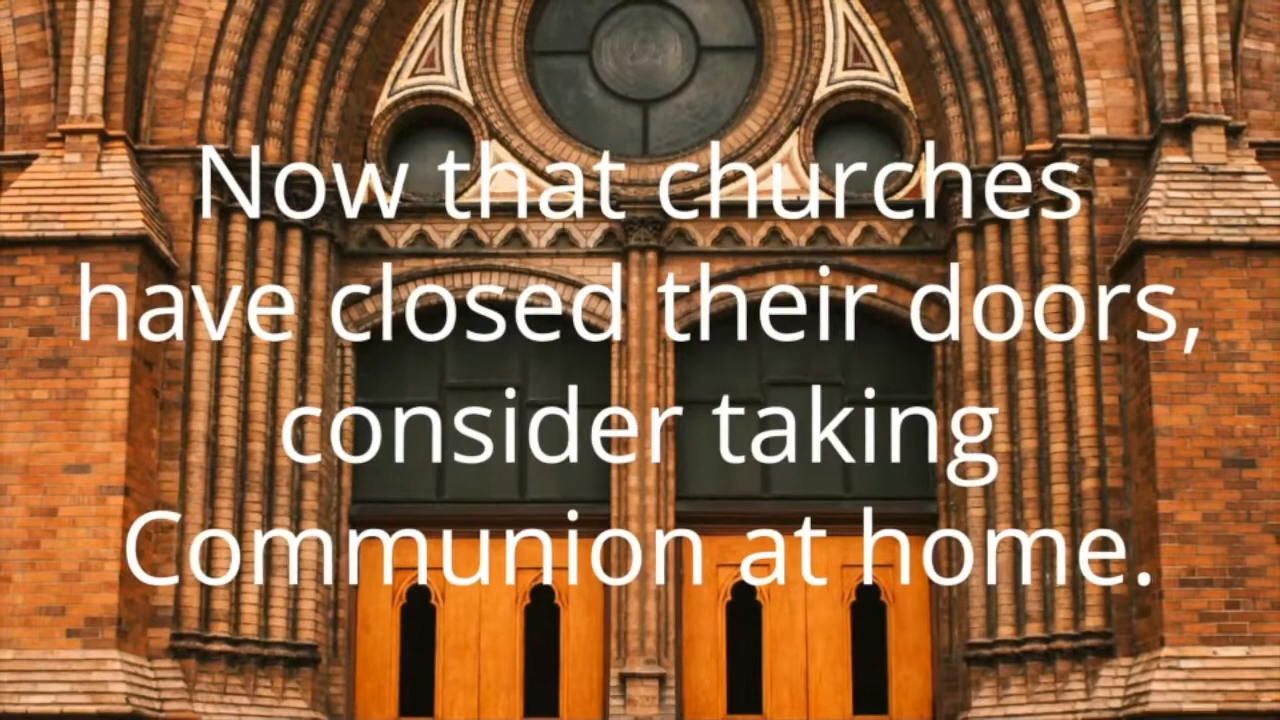 Now that churches
have closed their doors,
consider taking
Communion at home.